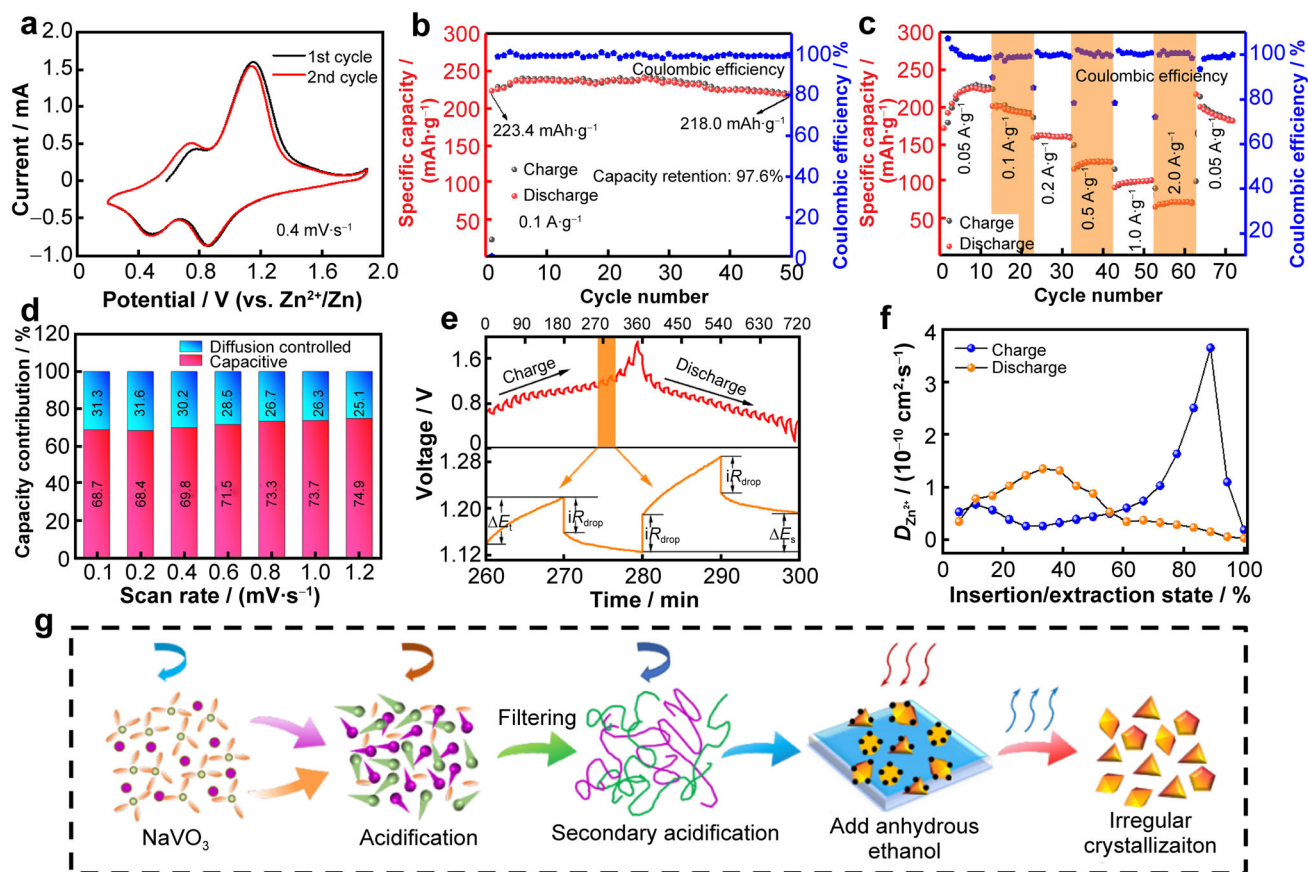 a
2.0
1.5
1.0
0.5
0
−0.5
−1.0
Current / mA
1st cycle
2nd cycle
0.4 mV·s⁻¹
0 0.4 0.8 1.2 1.6 2.0
Potential / V (vs. Zn²⁺/Zn)
b
300
250
200
150
100
50
Specific capacity /
(mAh·g⁻¹)
Coulombic efficiency
223.4 mAh·g⁻¹
218.0 mAh·g⁻¹
Charge
Discharge
Capacity retention: 97.6%
0.1 A·g⁻¹
100
80
60
40
20
0
Coulombic efficiency / %
0 10 20 30 40 50
Cycle number
c
300
250
200
150
100
50
Specific capacity /
(mAh·g⁻¹)
Coulombic efficiency
0.05 A·g⁻¹
0.1 A·g⁻¹
0.2 A·g⁻¹
0.5 A·g⁻¹
1.0 A·g⁻¹
2.0 A·g⁻¹
0.05 A·g⁻¹
Charge
Discharge
100
80
60
40
20
Coulombic efficiency / %
0 10 20 30 40 50 60 70
Cycle number
d
120
100
80
60
40
20
0
Capacity contribution / %
Diffusion controlled
Capacitive
31.3 31.6 30.2 28.5 26.7 26.3 25.1
68.7 68.4 69.8 71.5 73.3 73.7 74.9
0.1 0.2 0.4 0.6 0.8 1.0 1.2
Scan rate / (mV·s⁻¹)
e
0 90 180 270 360 450 540 630 720
1.6
0.8
0
Charge
Discharge
Voltage / V
1.28
1.20
1.12
ΔEt
iRdrop
iRdrop
iRdrop
ΔEs
260 270 280 290 300
Time / min
f
4
3
2
1
0
D Zn²⁺ / (10⁻¹⁰ cm²·s⁻¹)
Charge
Discharge
0 20 40 60 80 100
Insertion/extraction state / %
g
NaVO₃
Acidification
Filtering
Secondary acidification
Add anhydrous
ethanol
Irregular
crystallizaiton